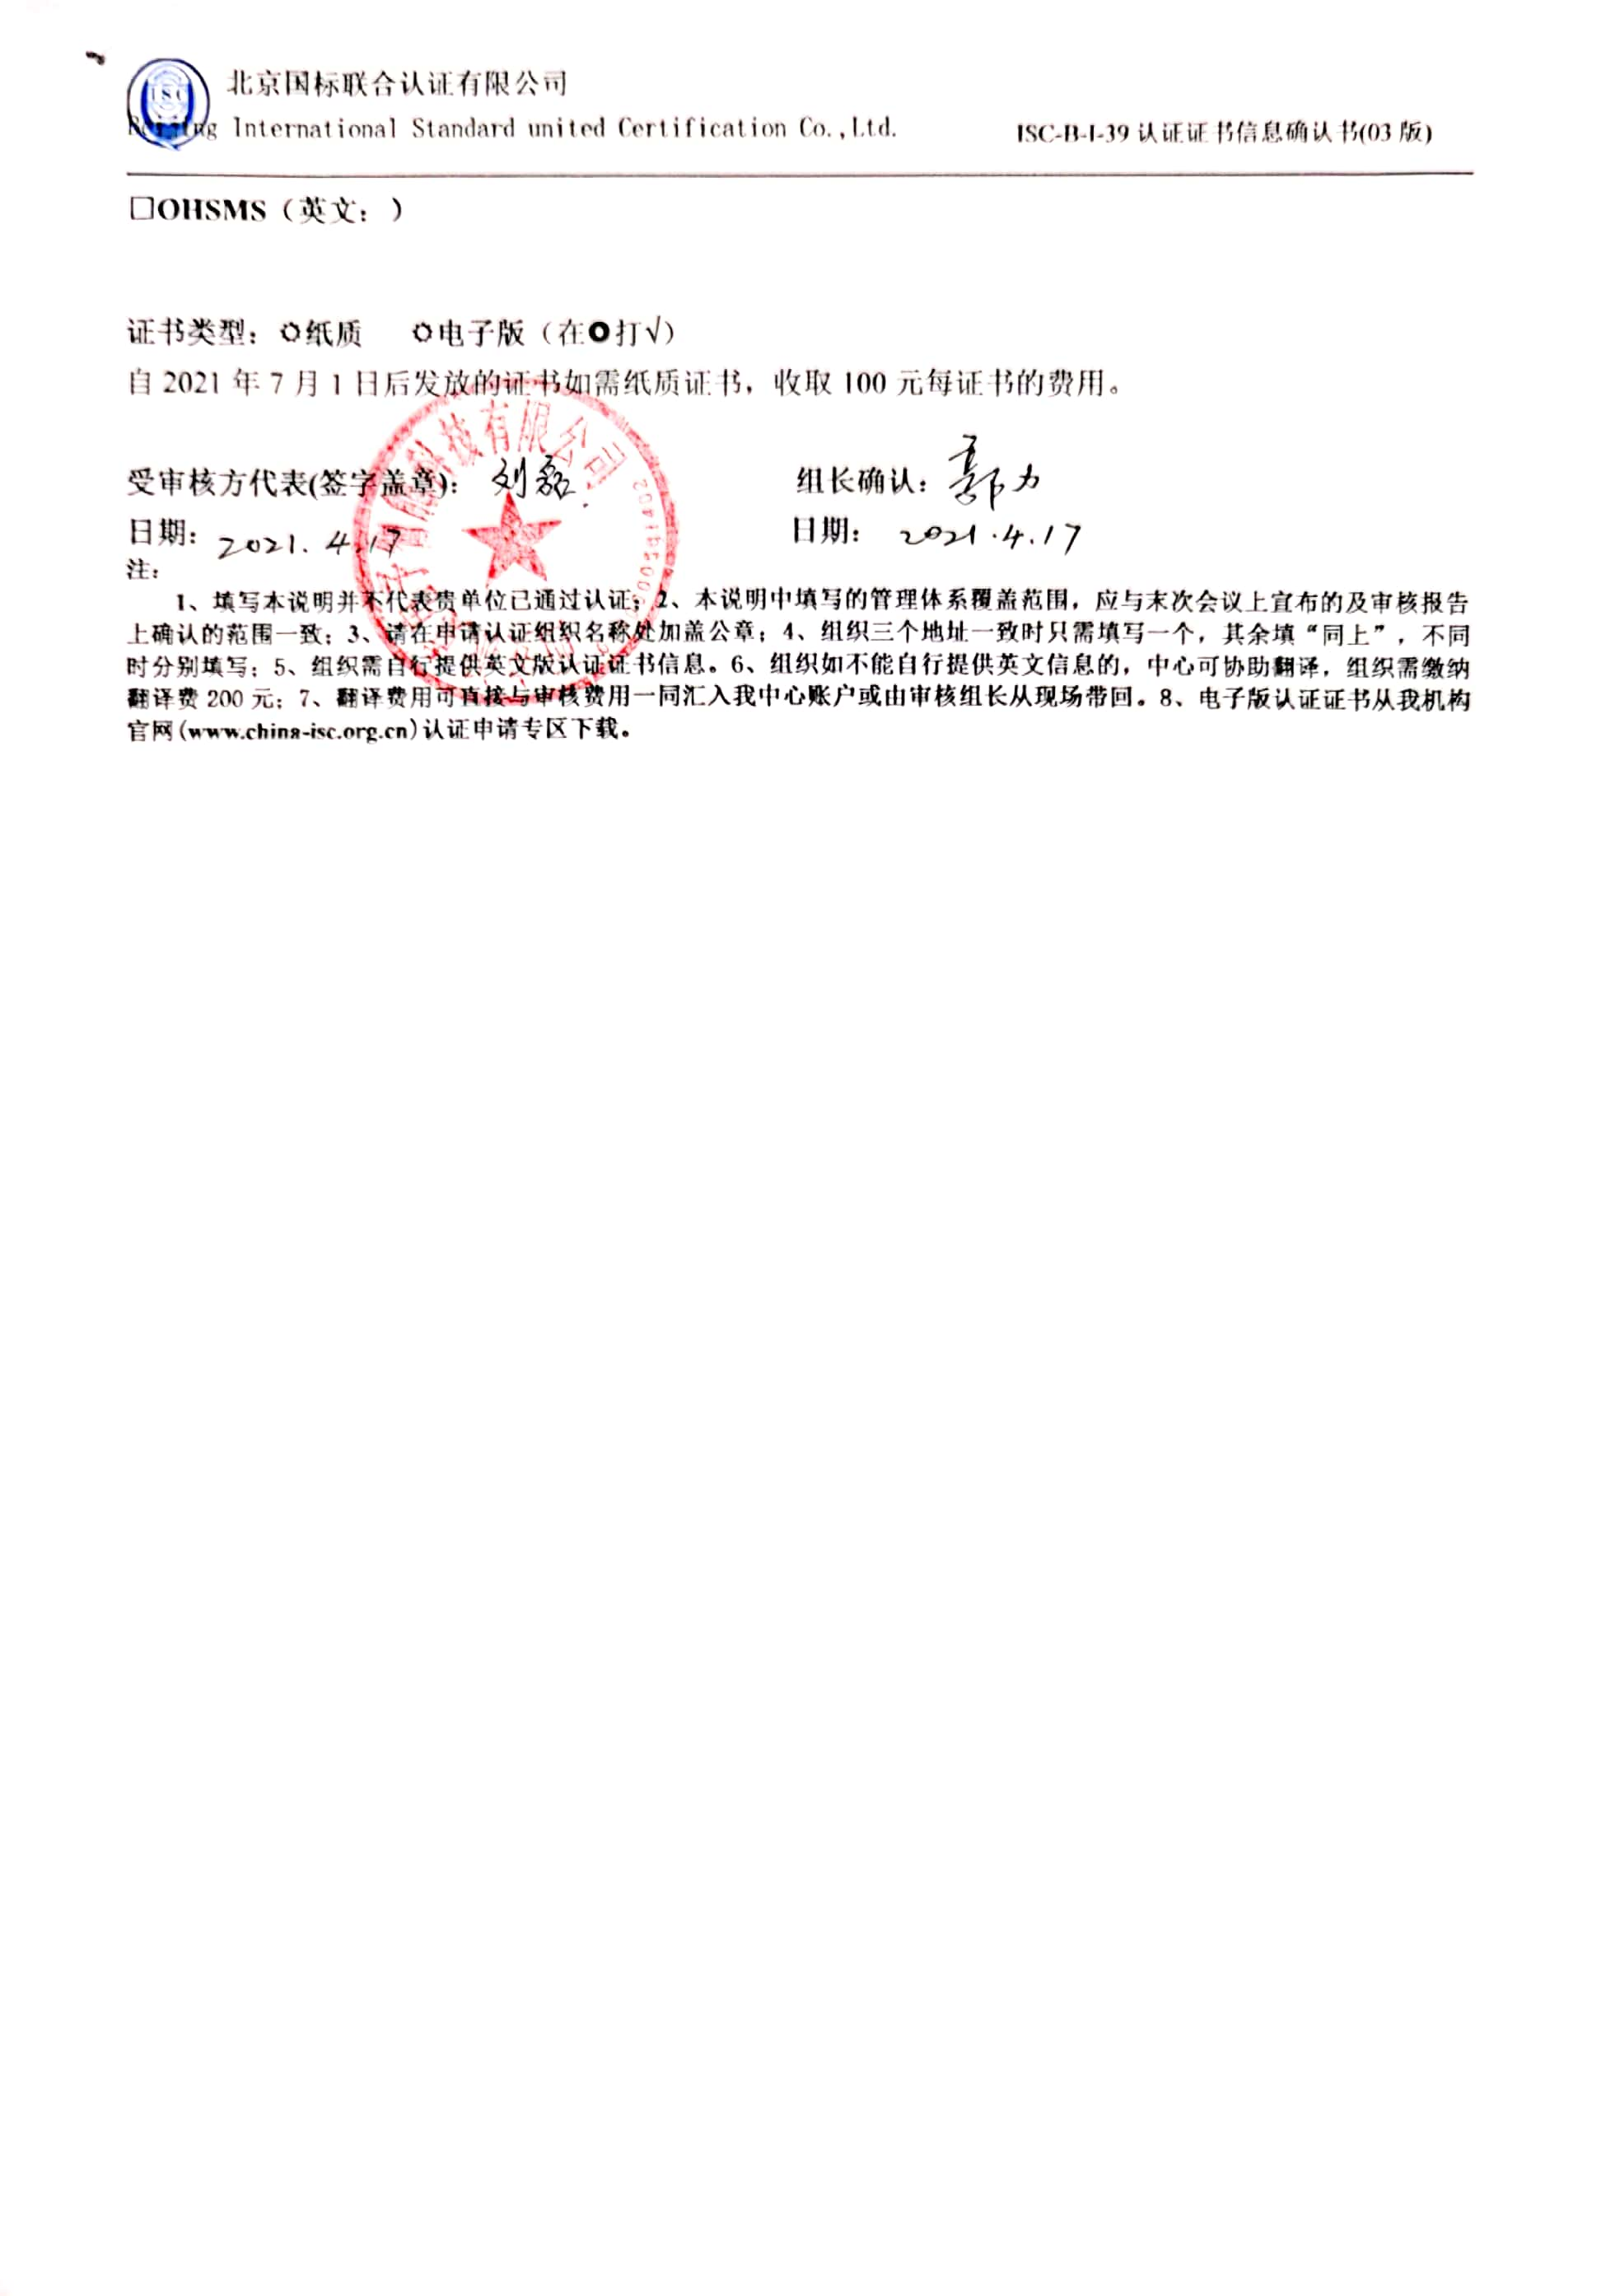 北京国标联合认证有限公司
Beijing International Standard united Certification Co.,Ltd.
ISC-B-I-39 认证证书信息确认书(03 版)
□OHSMS（英文：）
证书类型：○纸质 ○电子版（在○打√）
自 2021 年 7 月 1 日后发放的证书如需纸质证书，收取 100 元每证书的费用。
科技有限公司
受审核方代表(签字盖章)：刘磊
组长确认：郭力
日期：2021.4.17
日期：2021.4.17
注：
1、填写本说明并不代表贵单位已通过认证；2、本说明中填写的管理体系覆盖范围，应与末次会议上宣布的及审核报告
上确认的范围一致；3、请在申请认证组织名称处加盖公章；4、组织三个地址一致时只需填写一个，其余填“同上”，不同
时分别填写；5、组织需自行提供英文版认证证书信息。6、组织如不能自行提供英文信息的，中心可协助翻译，组织需缴纳
翻译费 200 元；7、翻译费用可直接与审核费用一同汇入我中心账户或由审核组长从现场带回。8、电子版认证证书从我机构
官网(www.china-isc.org.cn)认证申请专区下载。